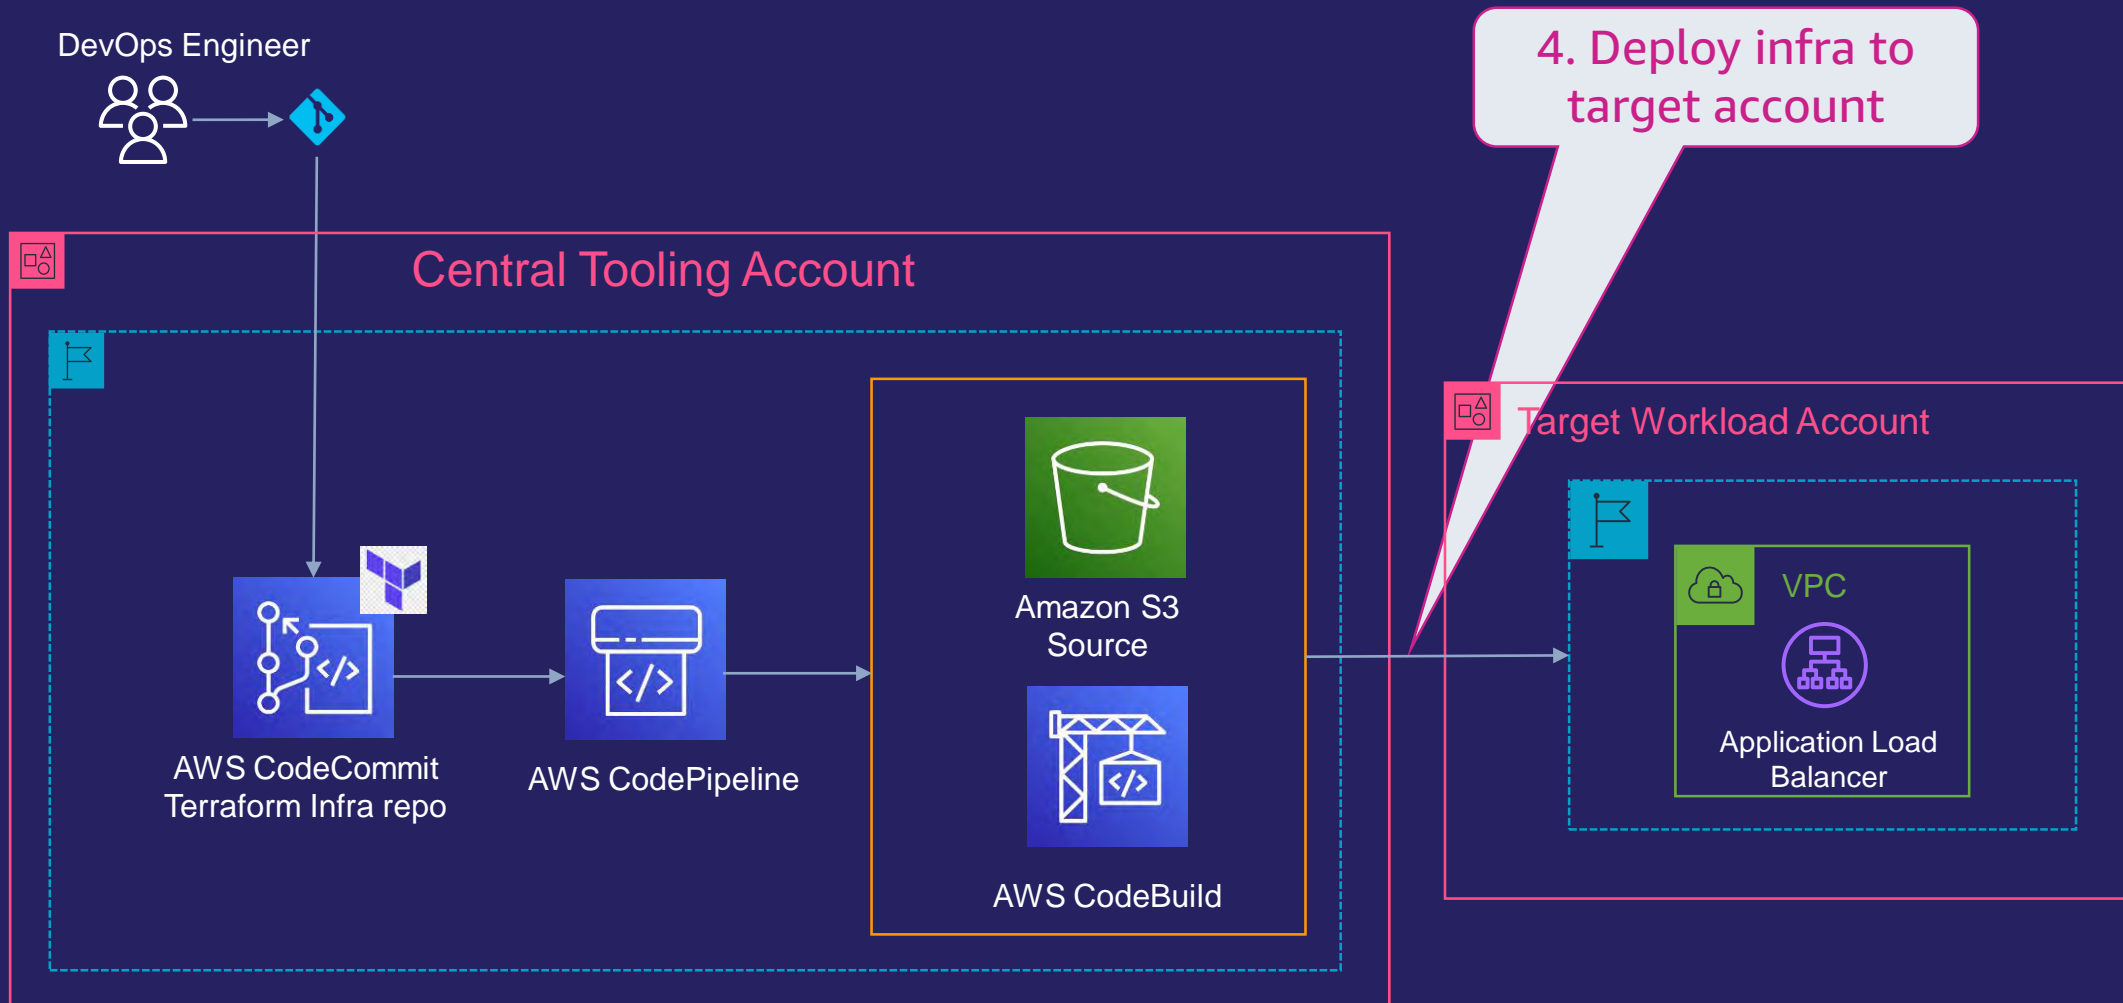 DevOps Engineer
4. Deploy infra to
target account
Central Tooling Account
Target Workload Account
Amazon S3
Source
VPC
AWS CodeCommit
Terraform Infra repo
AWS CodePipeline
Application Load
Balancer
AWS CodeBuild